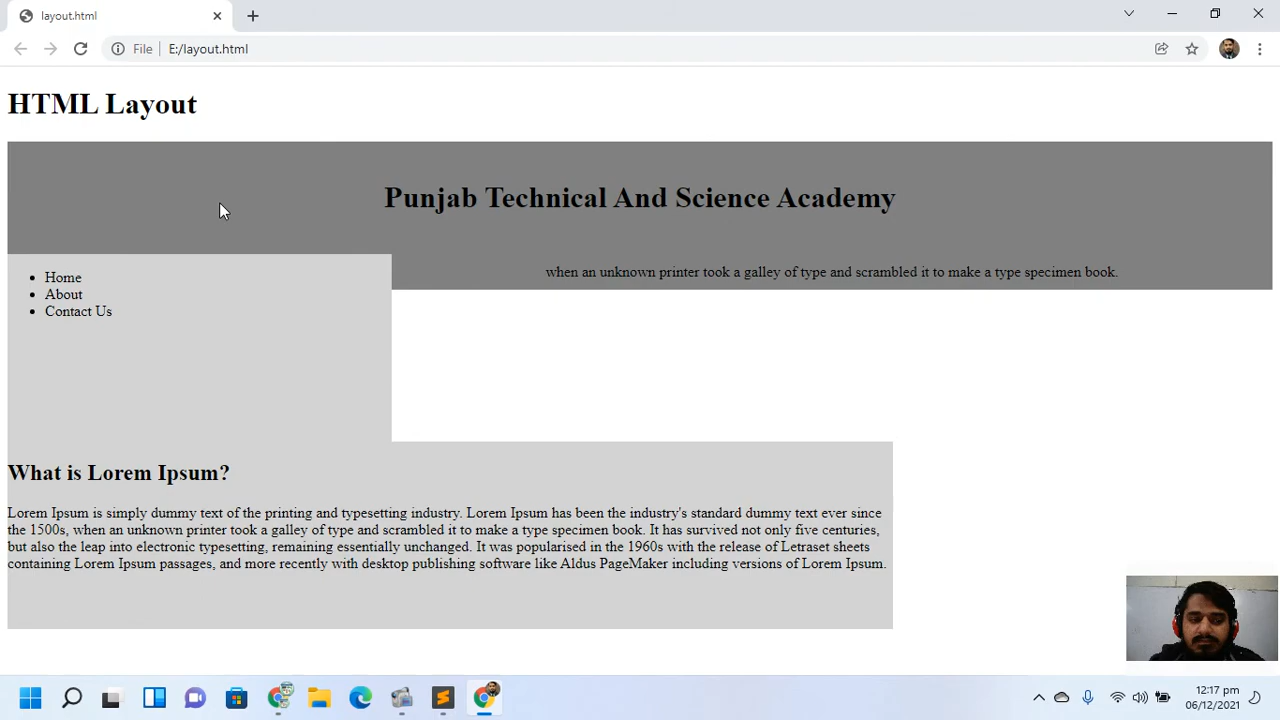 layout.html
File
E:/layout.html
HTML Layout
Punjab Technical And Science Academy
when an unknown printer took a galley of type and scrambled it to make a type specimen book.
Home
About
Contact Us
What is Lorem Ipsum?
Lorem Ipsum is simply dummy text of the printing and typesetting industry. Lorem Ipsum has been the industry's standard dummy text ever since
the 1500s, when an unknown printer took a galley of type and scrambled it to make a type specimen book. It has survived not only five centuries,
but also the leap into electronic typesetting, remaining essentially unchanged. It was popularised in the 1960s with the release of Letraset sheets
containing Lorem Ipsum passages, and more recently with desktop publishing software like Aldus PageMaker including versions of Lorem Ipsum.
12:17 pm
06/12/2021